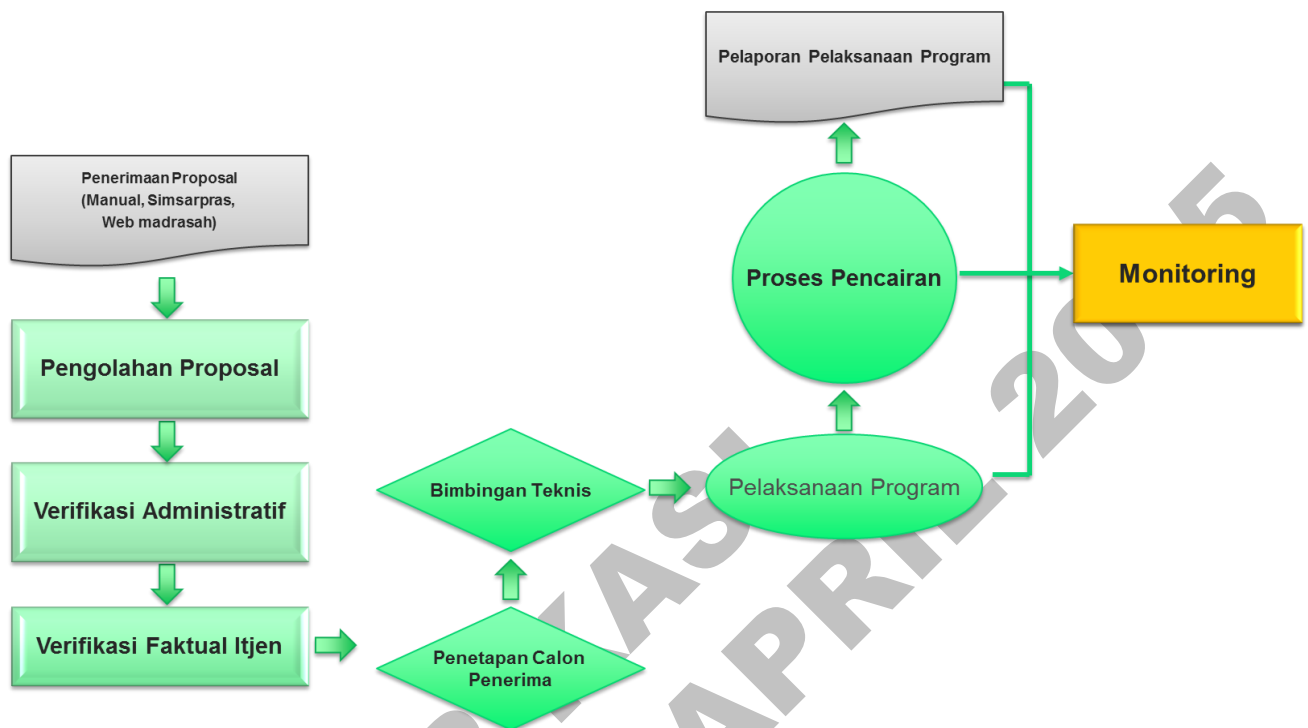 Penerimaan Proposal
(Manual, Simsarpras,
Web madrasah)
Pengolahan Proposal
Verifikasi Administratif
Verifikasi Faktual Itjen
Penetapan Calon
Penerima
Bimbingan Teknis
Pelaksanaan Program
Proses Pencairan
Pelaporan Pelaksanaan Program
Monitoring
APRIL